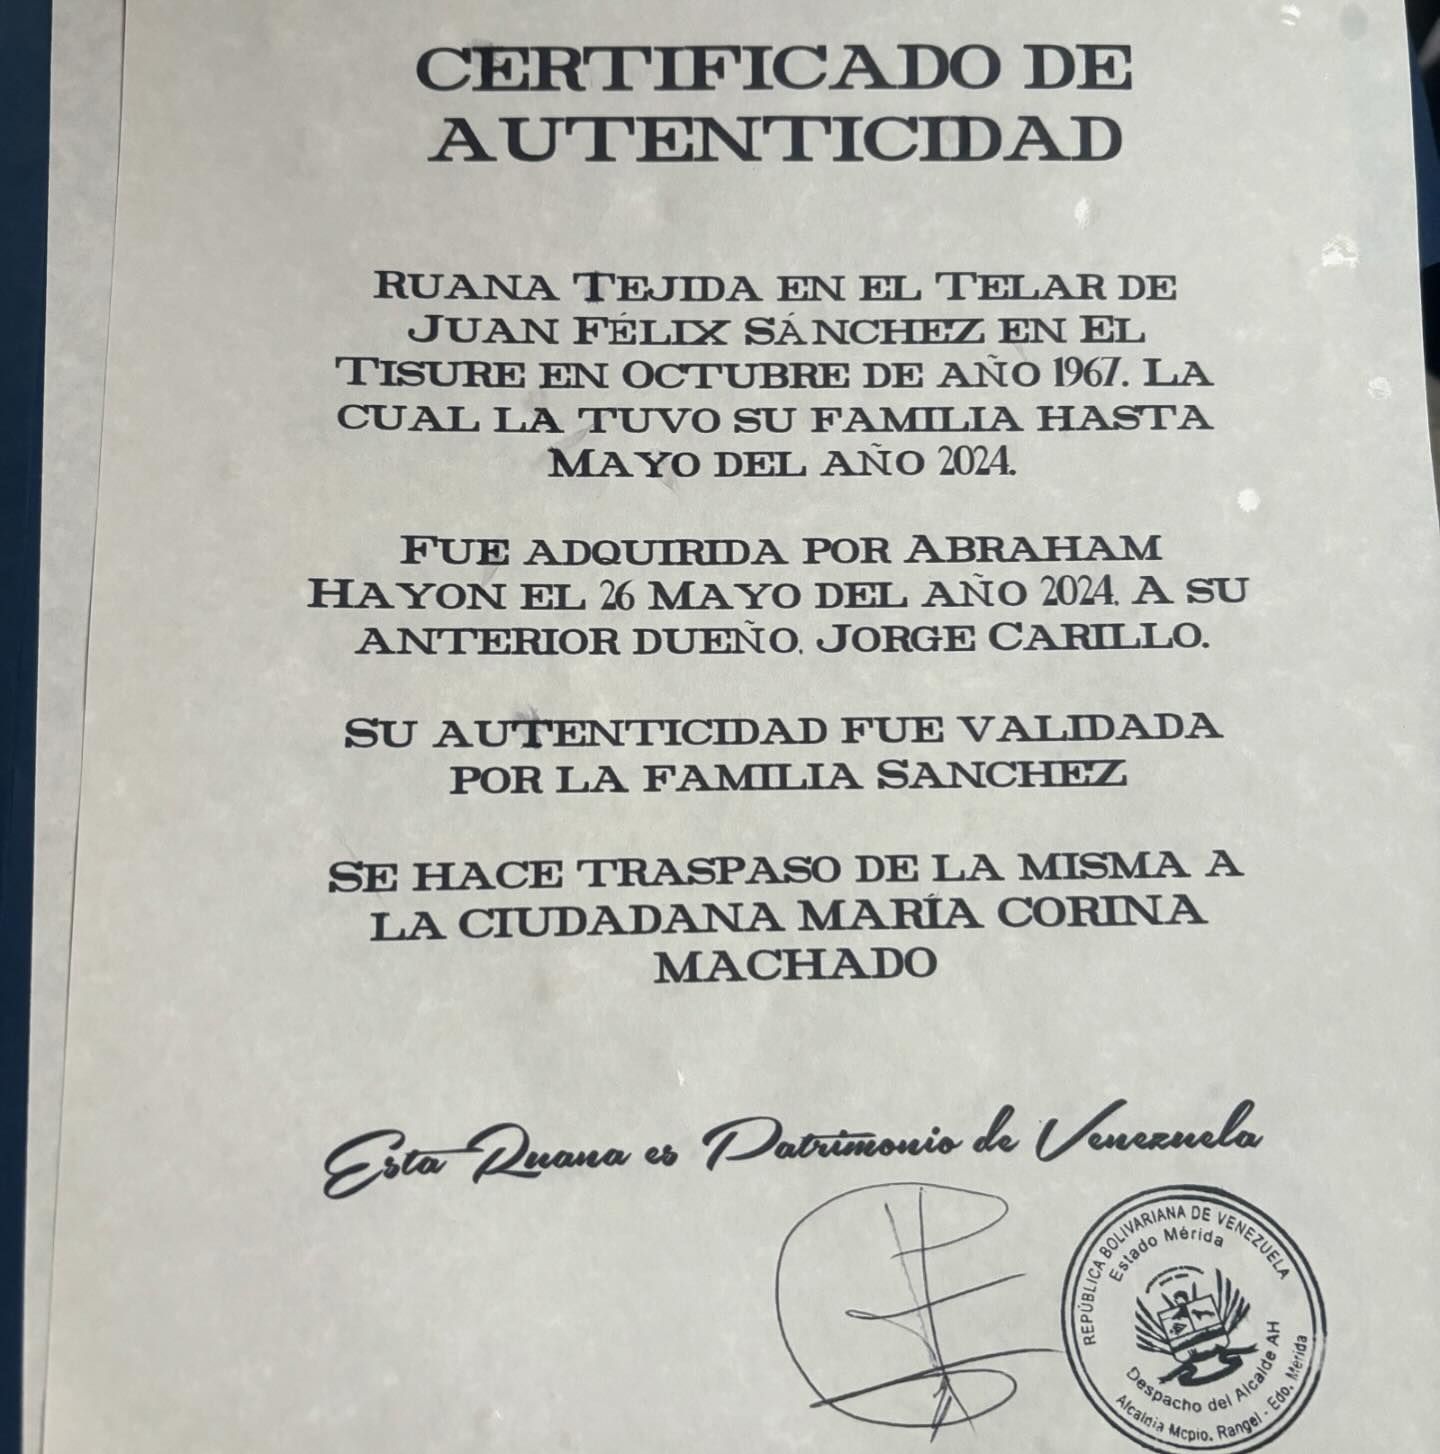 CERTIFICADO DE
AUTENTICIDAD
RUANA TEJIDA EN EL TELAR DE
JUAN FÉLIX SÁNCHEZ EN EL
TISURE EN OCTUBRE DE AÑO 1967. LA
CUAL LA TUVO SU FAMILIA HASTA
MAYO DEL AÑO 2024.
FUE ADQUIRIDA POR ABRAHAM
HAYON EL 26 MAYO DEL AÑO 2024. A SU
ANTERIOR DUEÑO. JORGE CARILLO.
SU AUTENTICIDAD FUE VALIDADA
POR LA FAMILIA SANCHEZ
SE HACE TRASPASO DE LA MISMA A
LA CIUDADANA MARÍA CORINA
MACHADO
Esta Ruana es Patrimonio de Venezuela
REPÚBLICA BOLIVARIANA DE VENEZUELA
Estado Mérida
Despacho del Alcalde AH
Alcaldía Mcpio. Rangel - Edo. Mérida